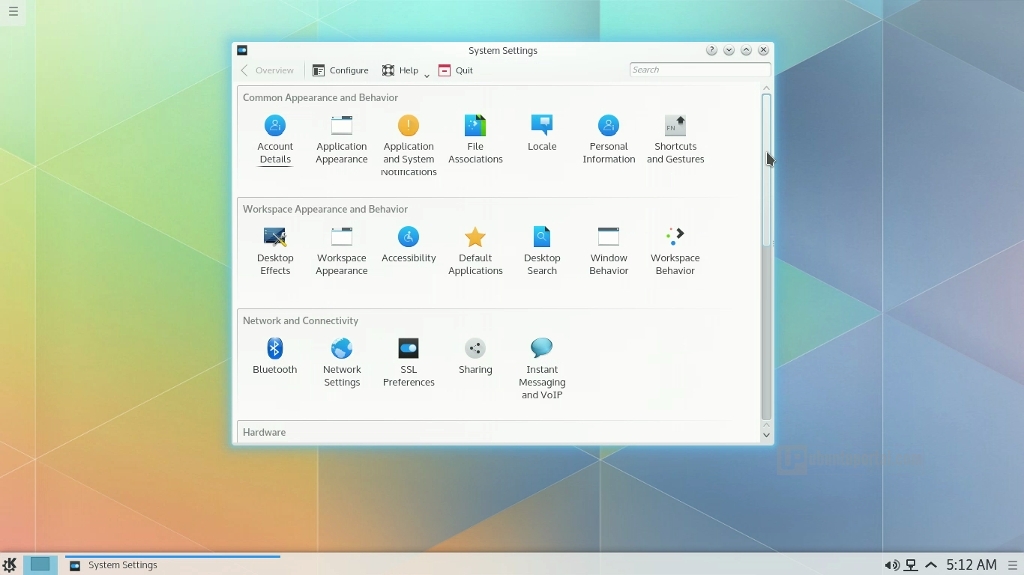 System Settings
Overview Configure Help Quit Search
Common Appearance and Behavior
Account Details
Application Appearance
Application and System Notifications
File Associations
Locale
Personal Information
FN
Shortcuts and Gestures
Workspace Appearance and Behavior
Desktop Effects
Workspace Appearance
Accessibility
Default Applications
Desktop Search
Window Behavior
Workspace Behavior
Network and Connectivity
Bluetooth
Network Settings
SSL Preferences
Sharing
Instant Messaging and VoIP
Hardware
System Settings
5:12 AM